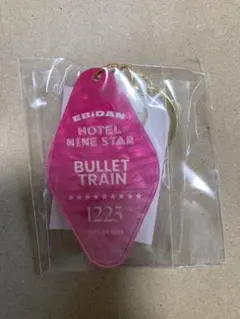 EBiDAN
HOTEL
NINE STAR
BULLET
TRAIN
★★★★★★★★★
1225